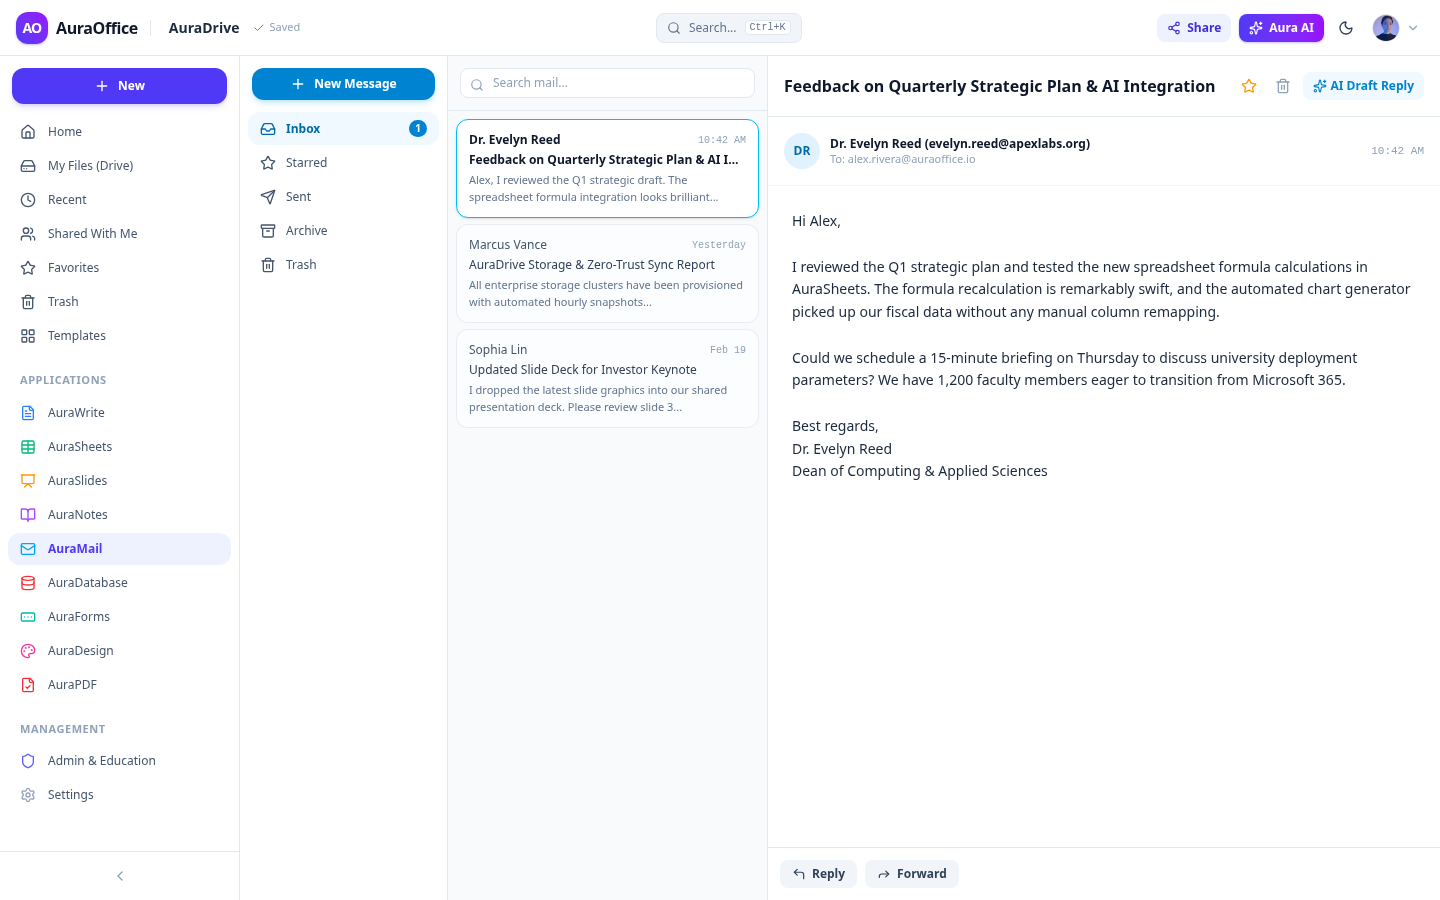 AO AuraOffice AuraDrive Saved Search... Ctrl+K Share Aura AI
New
Home
My Files (Drive)
Recent
Shared With Me
Favorites
Trash
Templates
APPLICATIONS
AuraWrite
AuraSheets
AuraSlides
AuraNotes
AuraMail
AuraDatabase
AuraForms
AuraDesign
AuraPDF
MANAGEMENT
Admin & Education
Settings
New Message
Inbox 1
Starred
Sent
Archive
Trash
Search mail...
Dr. Evelyn Reed 10:42 AM
Feedback on Quarterly Strategic Plan & AI I...
Alex, I reviewed the Q1 strategic draft. The
spreadsheet formula integration looks brilliant...
Marcus Vance Yesterday
AuraDrive Storage & Zero-Trust Sync Report
All enterprise storage clusters have been provisioned
with automated hourly snapshots...
Sophia Lin Feb 19
Updated Slide Deck for Investor Keynote
I dropped the latest slide graphics into our shared
presentation deck. Please review slide 3...
Feedback on Quarterly Strategic Plan & AI Integration AI Draft Reply
DR Dr. Evelyn Reed (evelyn.reed@apexlabs.org) 10:42 AM
To: alex.rivera@auraoffice.io
Hi Alex,
I reviewed the Q1 strategic plan and tested the new spreadsheet formula calculations in
AuraSheets. The formula recalculation is remarkably swift, and the automated chart generator
picked up our fiscal data without any manual column remapping.
Could we schedule a 15-minute briefing on Thursday to discuss university deployment
parameters? We have 1,200 faculty members eager to transition from Microsoft 365.
Best regards,
Dr. Evelyn Reed
Dean of Computing & Applied Sciences
Reply Forward